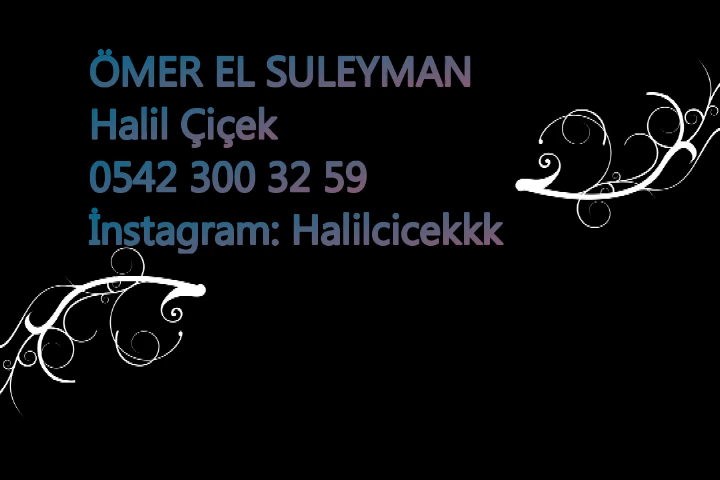 ÖMER EL SULEYMAN
Halil Çiçek
0542 300 32 59
İnstagram: Halilcicekkk